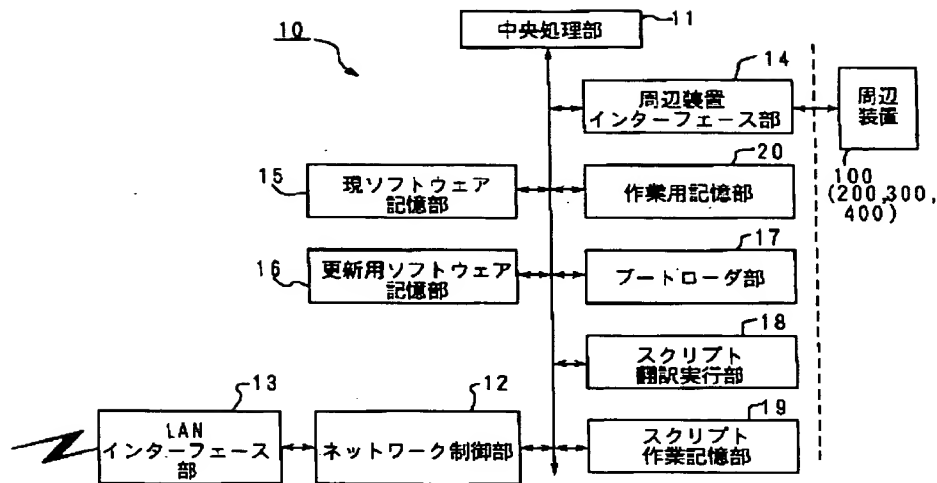 10
中央処理部
11
14
周辺装置
インターフェース部
周辺
装置
100
(200,300,
400)
15
現ソフトウェア
記憶部
20
作業用記憶部
16
更新用ソフトウェア
記憶部
17
ブートローダ部
18
スクリプト
翻訳実行部
13
LAN
インターフェース
部
12
ネットワーク制御部
19
スクリプト
作業記憶部